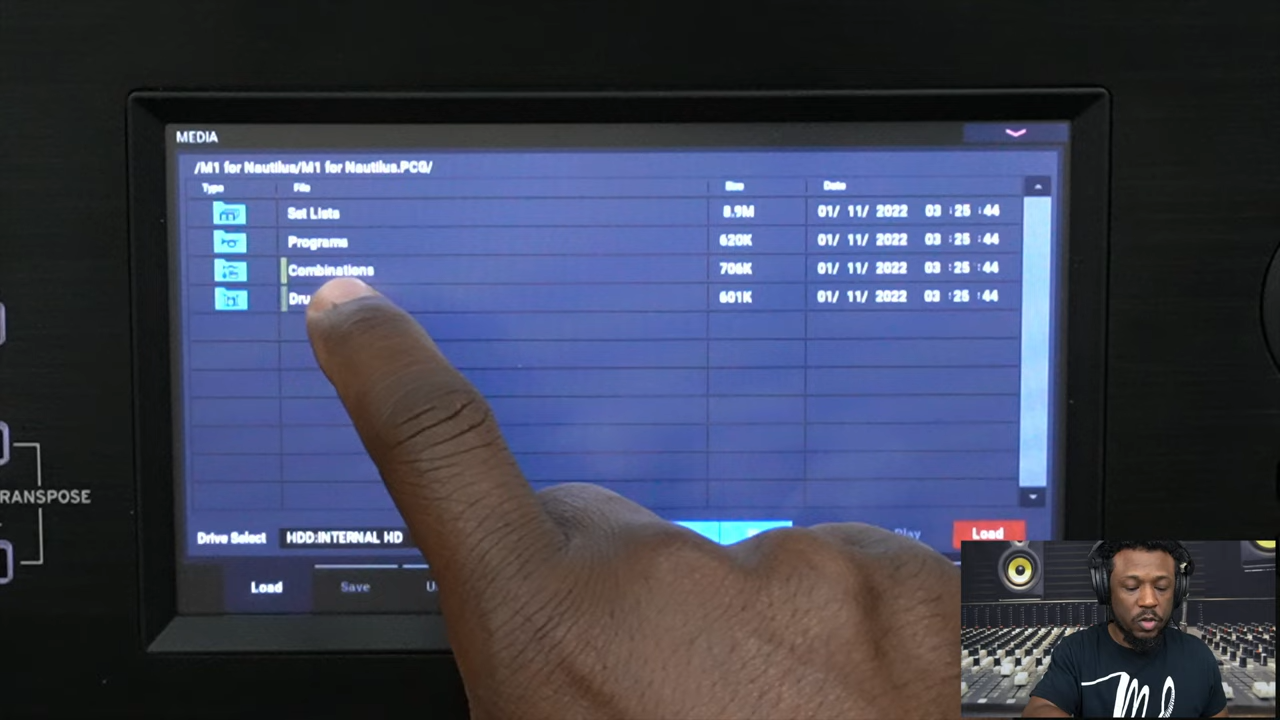 MEDIA
/M1 for Nautilus/M1 for Nautilus.PCG/
Type File Size Date
Set Lists 8.9M 01/ 11/ 2022 03 :25 :44
Programs 620K 01/ 11/ 2022 03 :25 :44
Combinations 706K 01/ 11/ 2022 03 :25 :44
601K 01/ 11/ 2022 03 :25 :44
RANSPOSE
Drive Select HDD:INTERNAL HD Play Load
Load Save